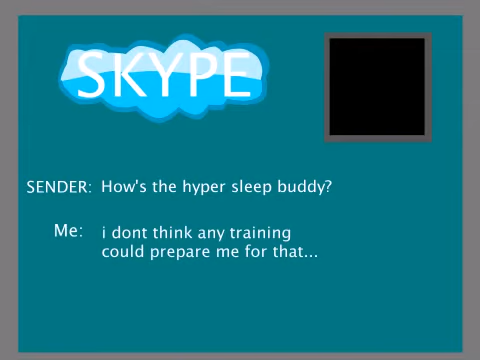 SKYPE
SENDER: How's the hyper sleep buddy?
Me: i dont think any training
could prepare me for that...